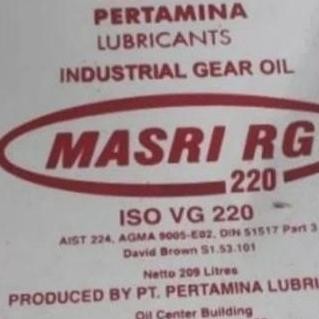 PERTAMINA
LUBRICANTS
INDUSTRIAL GEAR OIL
MASRI RG
220
ISO VG 220
AIST 224, AGMA 9005-E02, DIN 51517 Part 3
David Brown S1.53.101
Netto 209 Litres
PRODUCED BY PT. PERTAMINA LUBRI
Oil Center Building